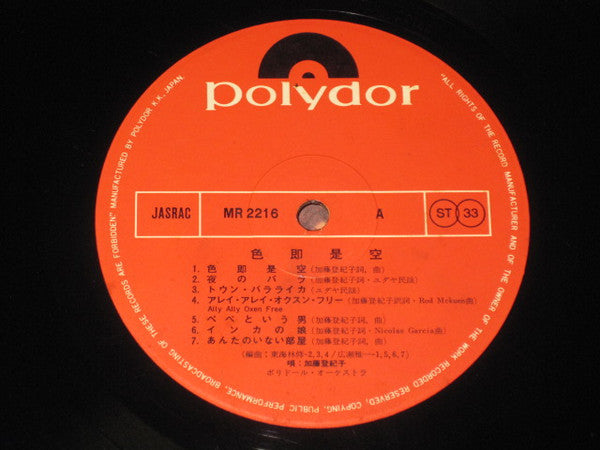 polydor
JASRAC MR 2216 A ST 33
色即是空
1. 色即是空 (加藤登紀子詞、曲)
2. 夜のバラ (加藤登紀子詞・ユダヤ民謡)
3. トウン・バラライカ (ユダヤ民謡)
4. アレイ・アレイ・オクスン・フリー (加藤登紀子訳詞・Rod Mckuen曲)
Ally Ally Oxen Free
5. ペペという男 (加藤登紀子詞、曲)
6. インカの娘 (加藤登紀子詞・Nicolas Garcia曲)
7. あんたのいない部屋 (加藤登紀子詞、曲)
(編曲：東海林修-2,3,4／広瀬雅一-1,5,6,7)
唄：加藤登紀子
ポリドール・オーケストラ
"ALL RIGHTS OF THE RECORD MANUFACTURER AND OF THE OWNER OF THE WORK RECORDED RESERVED. COPYING, PUBLIC PERFORMANCE, BROADCASTING OF THESE RECORDS ARE FORBIDDEN" MANUFACTURED BY POLYDOR K.K., JAPAN.